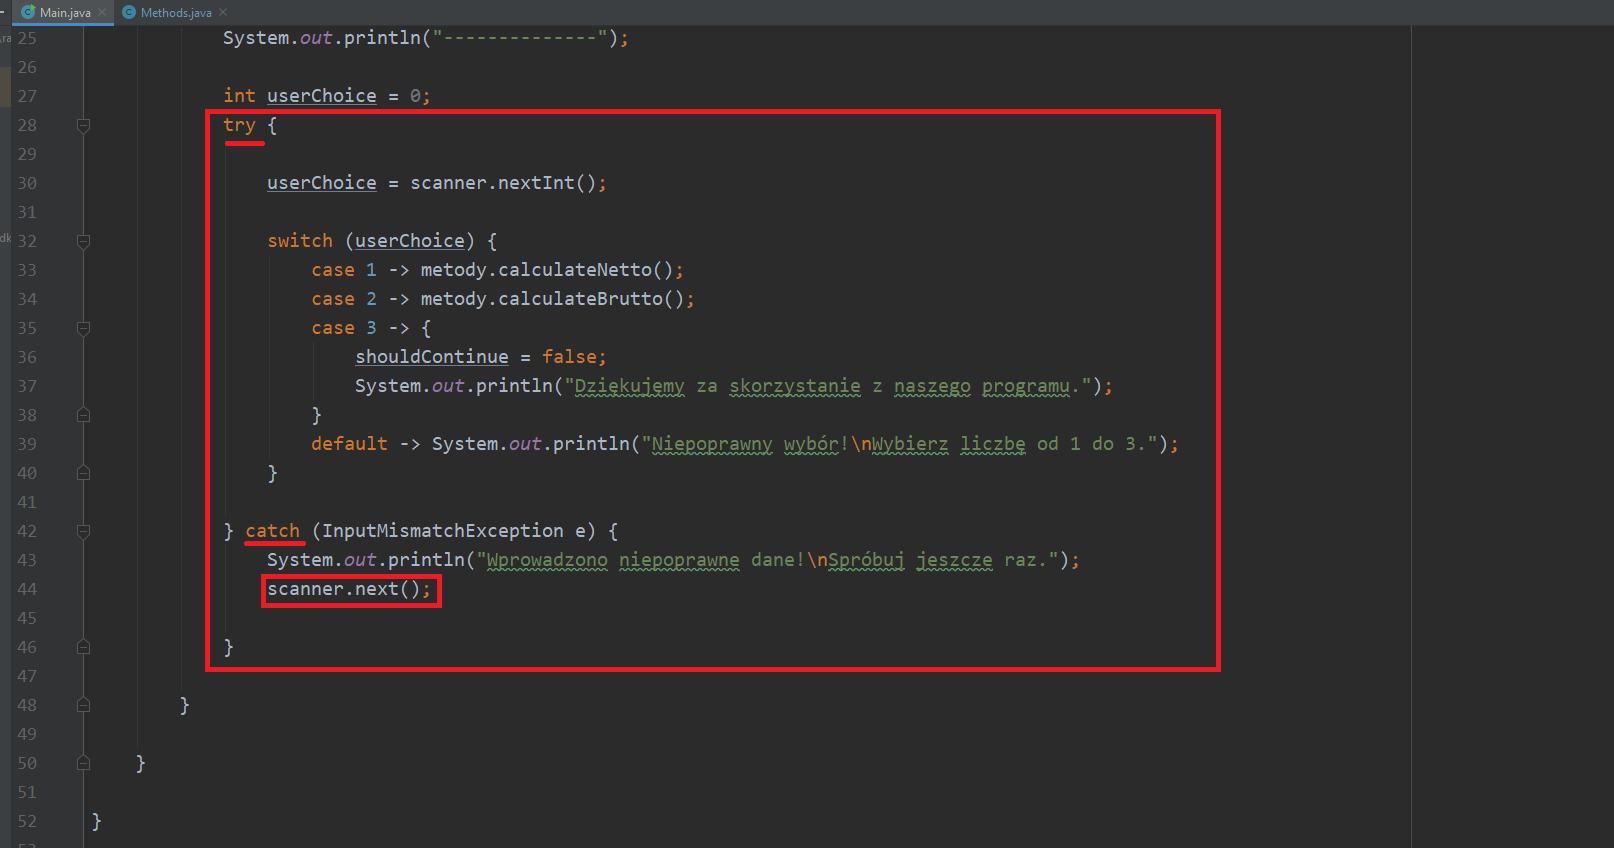 Main.java Methods.java
25 System.out.println("--------------");
26
27 int userChoice = 0;
28 try {
29
30 userChoice = scanner.nextInt();
31
32 switch (userChoice) {
33 case 1 -> metody.calculateNetto();
34 case 2 -> metody.calculateBrutto();
35 case 3 -> {
36 shouldContinue = false;
37 System.out.println("Dziękujemy za skorzystanie z naszego programu.");
38 }
39 default -> System.out.println("Niepoprawny wybór!\nWybierz liczbę od 1 do 3.");
40 }
41
42 } catch (InputMismatchException e) {
43 System.out.println("Wprowadzono niepoprawne dane!\nSpróbuj jeszcze raz.");
44 scanner.next();
45
46 }
47
48 }
49
50 }
51
52 }